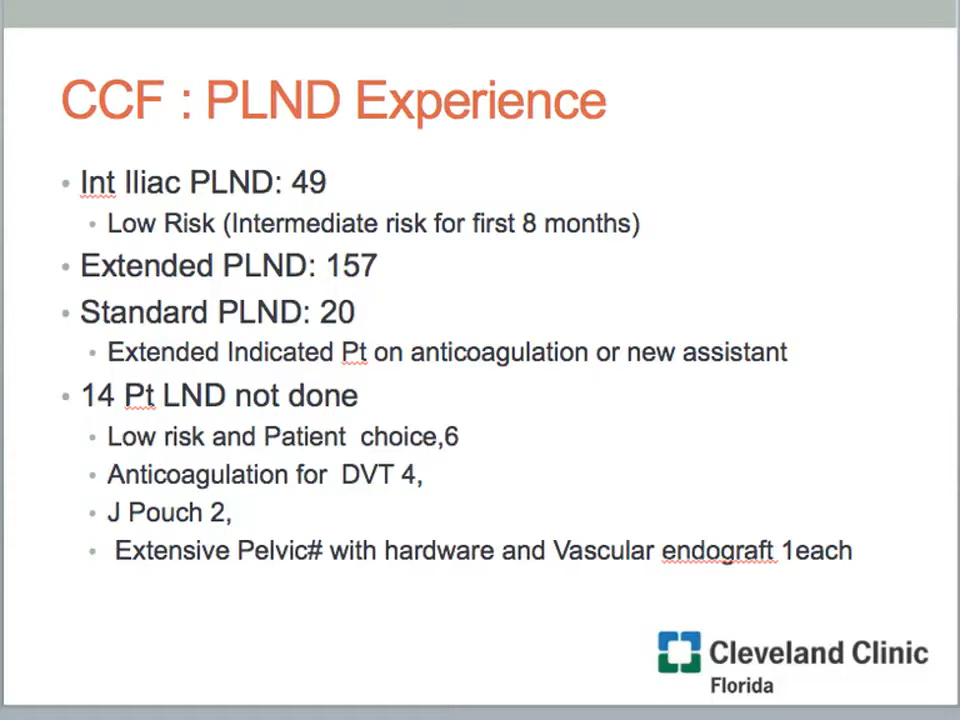 CCF : PLND Experience
• Int Iliac PLND: 49
• Low Risk (Intermediate risk for first 8 months)
• Extended PLND: 157
• Standard PLND: 20
• Extended Indicated Pt on anticoagulation or new assistant
• 14 Pt LND not done
• Low risk and Patient  choice,6
• Anticoagulation for  DVT 4,
• J Pouch 2,
• Extensive Pelvic# with hardware and Vascular endograft 1each
Cleveland Clinic
Florida